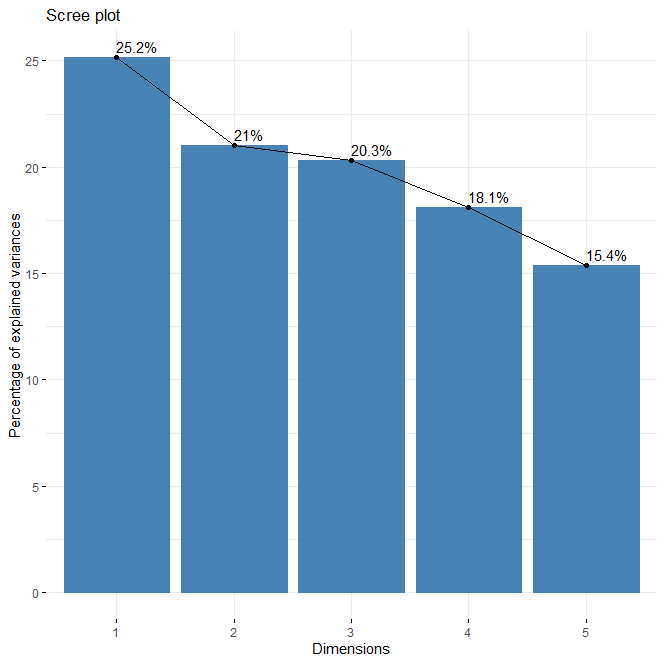 Scree plot
25.2%
21%
20.3%
18.1%
15.4%
25
20
15
10
5
0
Percentage of explained variances
1 2 3 4 5
Dimensions